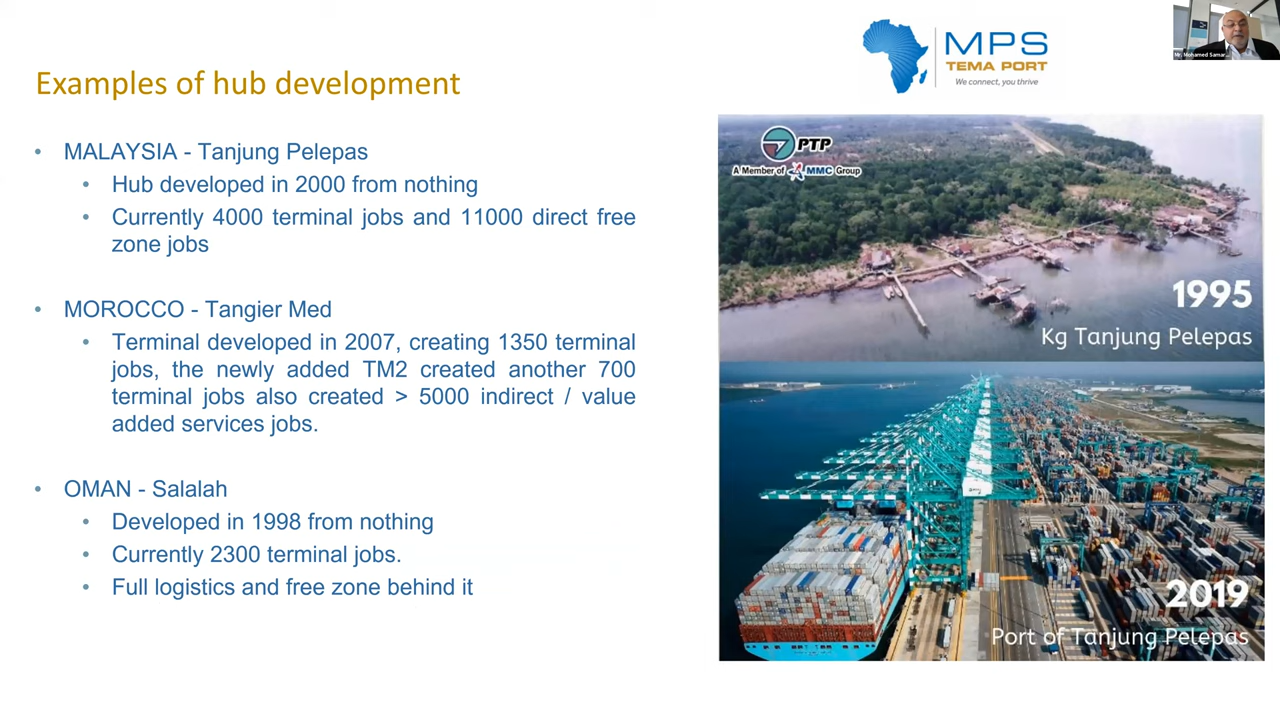 Examples of hub development
• MALAYSIA - Tanjung Pelepas
• Hub developed in 2000 from nothing
• Currently 4000 terminal jobs and 11000 direct free
zone jobs
• MOROCCO - Tangier Med
• Terminal developed in 2007, creating 1350 terminal
jobs, the newly added TM2 created another 700
terminal jobs also created > 5000 indirect / value
added services jobs.
• OMAN - Salalah
• Developed in 1998 from nothing
• Currently 2300 terminal jobs.
• Full logistics and free zone behind it
MPS
TEMA PORT
We connect, you thrive
Mr. Mohamed Samar...
PTP
A Member of MMC Group
1995
Kg Tanjung Pelepas
2019
Port of Tanjung Pelepas